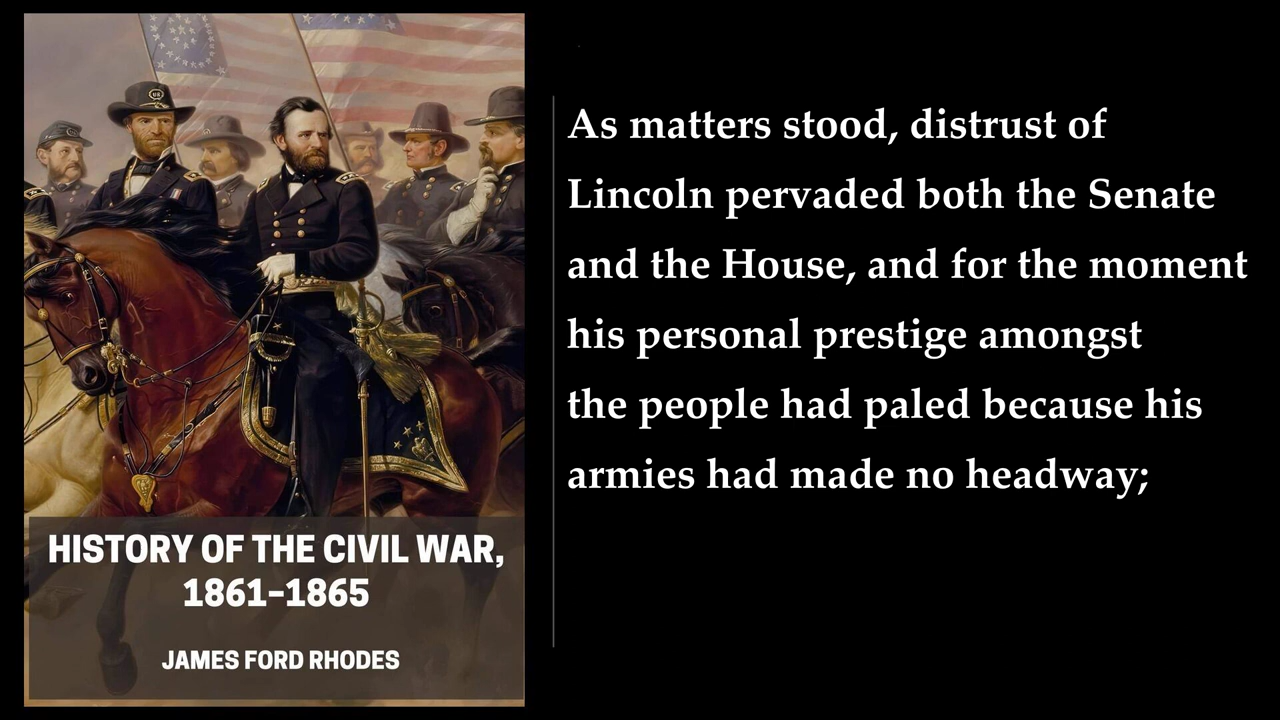 As matters stood, distrust of
Lincoln pervaded both the Senate
and the House, and for the moment
his personal prestige amongst
the people had paled because his
armies had made no headway;
HISTORY OF THE CIVIL WAR,
1861–1865
JAMES FORD RHODES